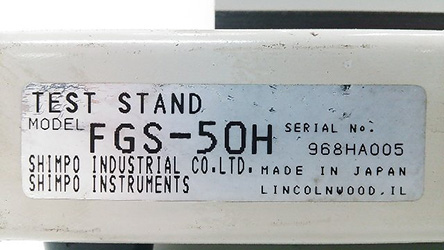 TEST STAND
MODEL FGS-50H SERIAL No. 968HA005
SHIMPO INDUSTRIAL CO.LTD. MADE IN JAPAN
SHIMPO INSTRUMENTS LINCOLNWOOD.IL